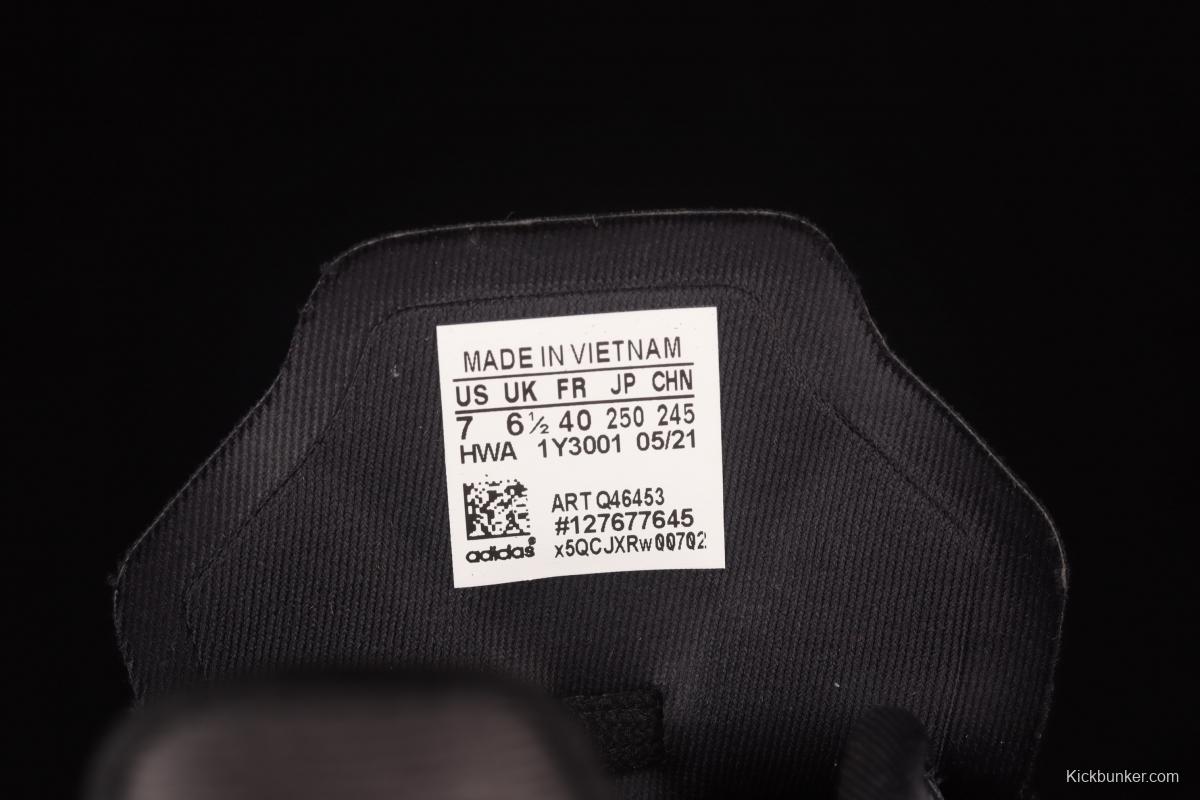 MADE IN VIETNAM
US UK FR JP CHN
7 6½ 40 250 245
HWA 1Y3001 05/21
ART Q46453
#127677645
adidas® x5QCJXRw00702
Kickbunker.com